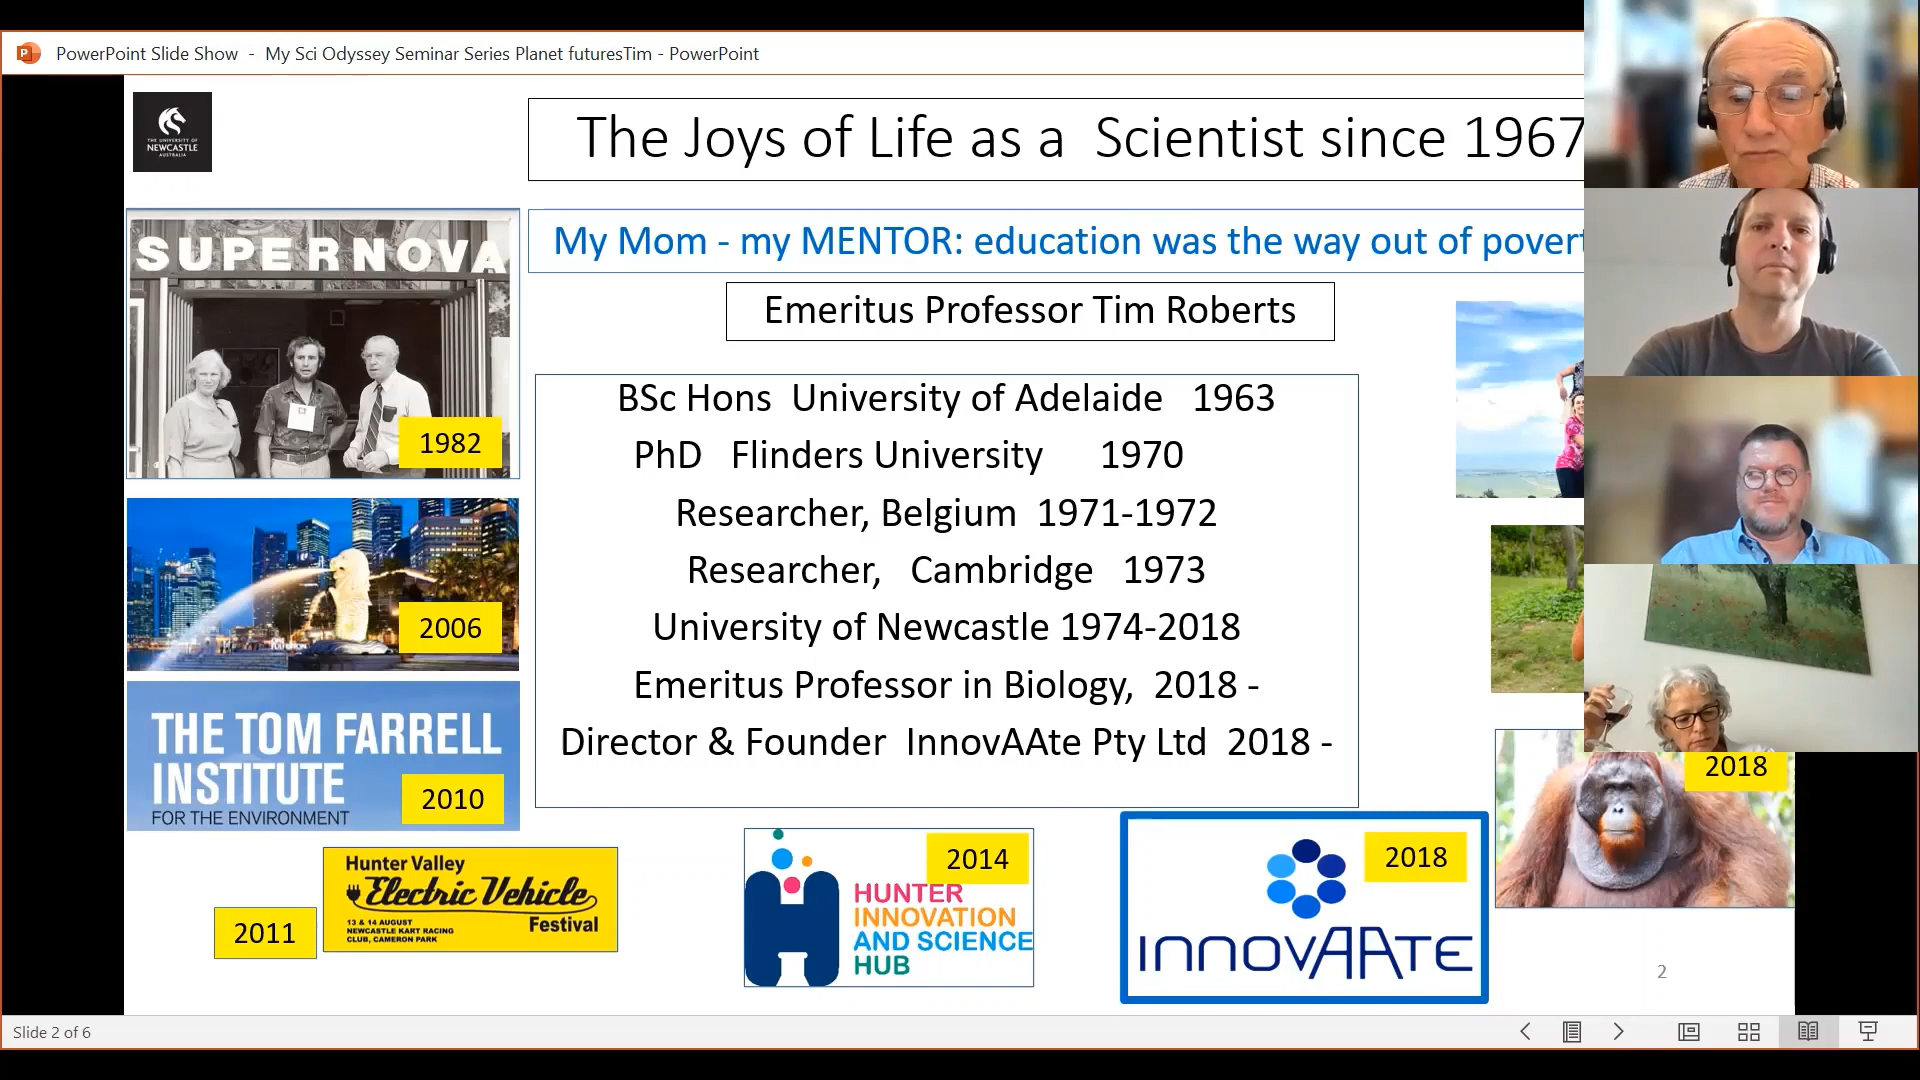 PowerPoint Slide Show - My Sci Odyssey Seminar Series Planet futuresTim - PowerPoint
THE UNIVERSITY OF
NEWCASTLE
AUSTRALIA
The Joys of Life as a Scientist since 1967
My Mom - my MENTOR: education was the way out of povert
Emeritus Professor Tim Roberts
SUPERNOVA
1982
2006
THE TOM FARRELL
INSTITUTE
FOR THE ENVIRONMENT
2010
BSc Hons University of Adelaide 1963
PhD Flinders University 1970
Researcher, Belgium 1971-1972
Researcher, Cambridge 1973
University of Newcastle 1974-2018
Emeritus Professor in Biology, 2018 -
Director & Founder InnovAAte Pty Ltd 2018 -
2018
2011
Hunter Valley
Electric Vehicle
Festival
13 & 14 AUGUST
NEWCASTLE KART RACING
CLUB, CAMERON PARK
2014
HUNTER
INNOVATION
AND SCIENCE
HUB
2018
INNOVAATE
2
Slide 2 of 6